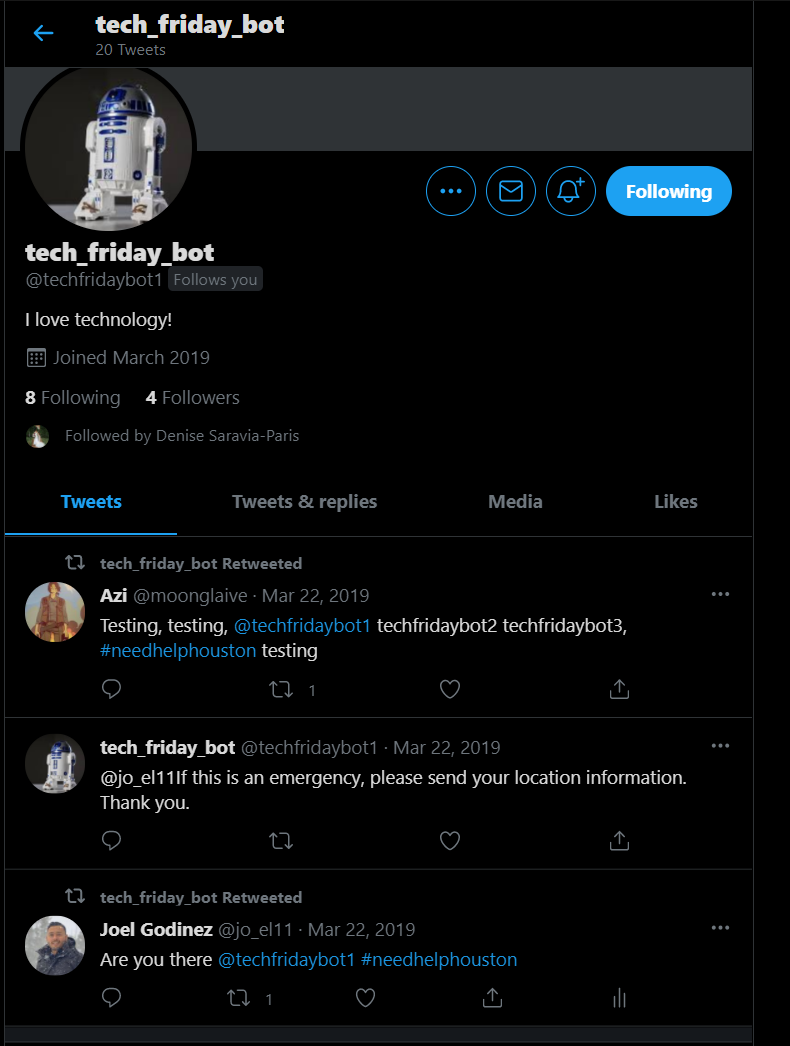 tech_friday_bot
20 Tweets
Following
tech_friday_bot
@techfridaybot1 Follows you
I love technology!
Joined March 2019
8 Following 4 Followers
Followed by Denise Saravia-Paris
Tweets Tweets & replies Media Likes
tech_friday_bot Retweeted
Azi @moonglaive · Mar 22, 2019
Testing, testing, @techfridaybot1 techfridaybot2 techfridaybot3,
#needhelphouston testing
1
tech_friday_bot @techfridaybot1 · Mar 22, 2019
@jo_el11If this is an emergency, please send your location information.
Thank you.
tech_friday_bot Retweeted
Joel Godinez @jo_el11 · Mar 22, 2019
Are you there @techfridaybot1 #needhelphouston
1